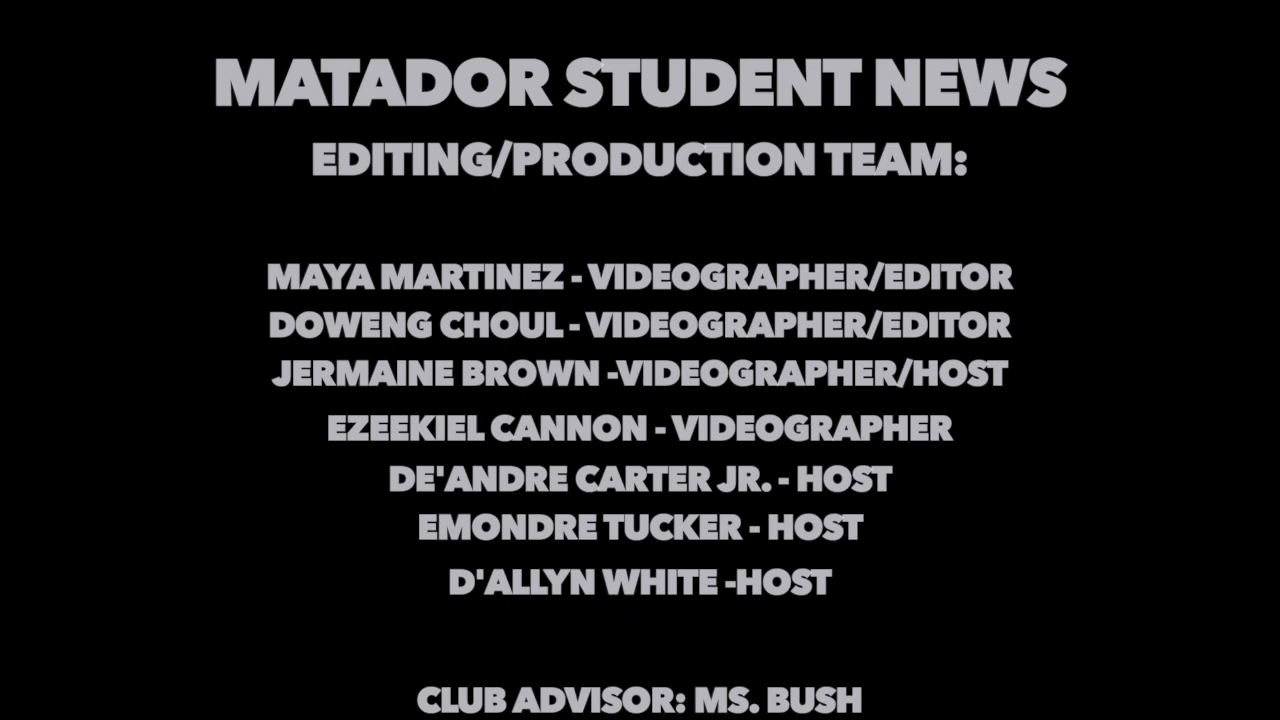 MATADOR STUDENT NEWS
EDITING/PRODUCTION TEAM:
MAYA MARTINEZ - VIDEOGRAPHER/EDITOR
DOWENG CHOUL - VIDEOGRAPHER/EDITOR
JERMAINE BROWN -VIDEOGRAPHER/HOST
EZEEKIEL CANNON - VIDEOGRAPHER
DE'ANDRE CARTER JR. - HOST
EMONDRE TUCKER - HOST
D'ALLYN WHITE -HOST
CLUB ADVISOR: MS. BUSH